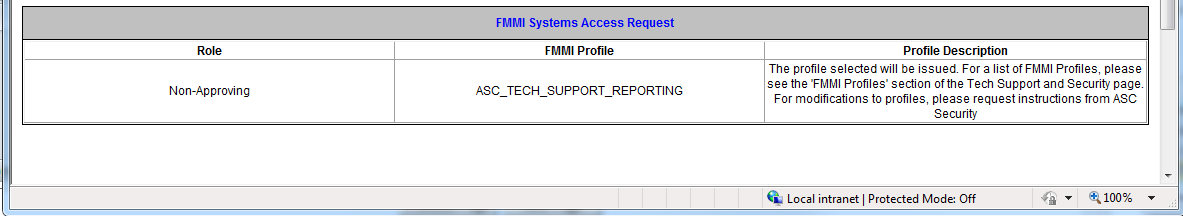 FMMI Systems Access Request
Role FMMI Profile Profile Description
Non-Approving ASC_TECH_SUPPORT_REPORTING The profile selected will be issued. For a list of FMMI Profiles, please
see the 'FMMI Profiles' section of the Tech Support and Security page.
For modifications to profiles, please request instructions from ASC
Security
Local intranet | Protected Mode: Off 100%